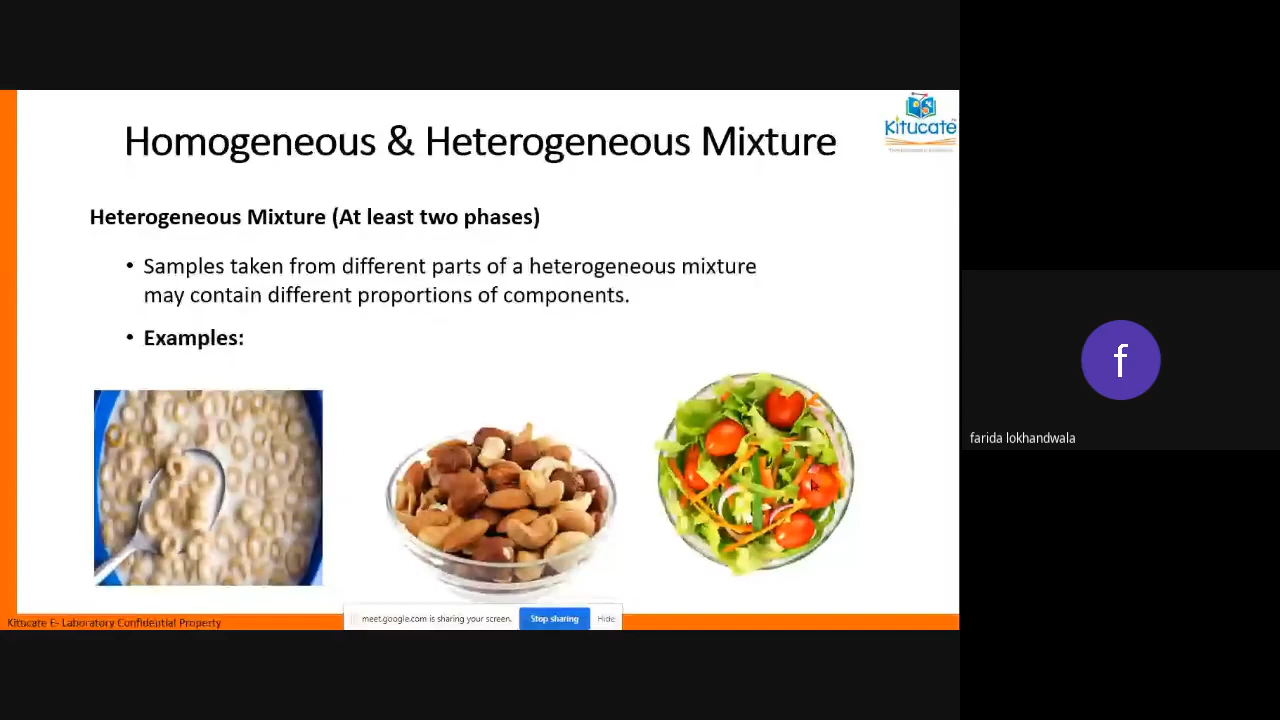 Homogeneous & Heterogeneous Mixture
Kitucate
Heterogeneous Mixture (At least two phases)
• Samples taken from different parts of a heterogeneous mixture
may contain different proportions of components.
• Examples:
f
farida lokhandwala
meet.google.com is sharing your screen.
Stop sharing
Hide
Kitucate E- Laboratory Confidential Property